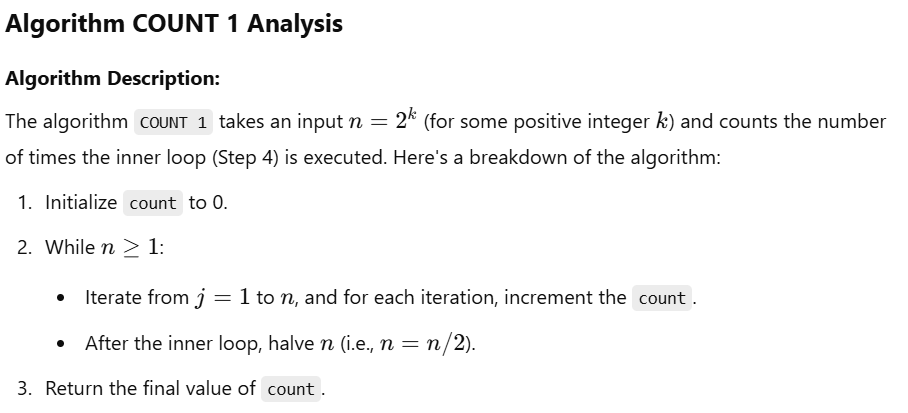 Algorithm COUNT 1 Analysis
Algorithm Description:
The algorithm COUNT 1 takes an input n = 2^k (for some positive integer k) and counts the number
of times the inner loop (Step 4) is executed. Here's a breakdown of the algorithm:
1. Initialize count to 0.
2. While n ≥ 1:
• Iterate from j = 1 to n, and for each iteration, increment the count.
• After the inner loop, halve n (i.e., n = n/2).
3. Return the final value of count.